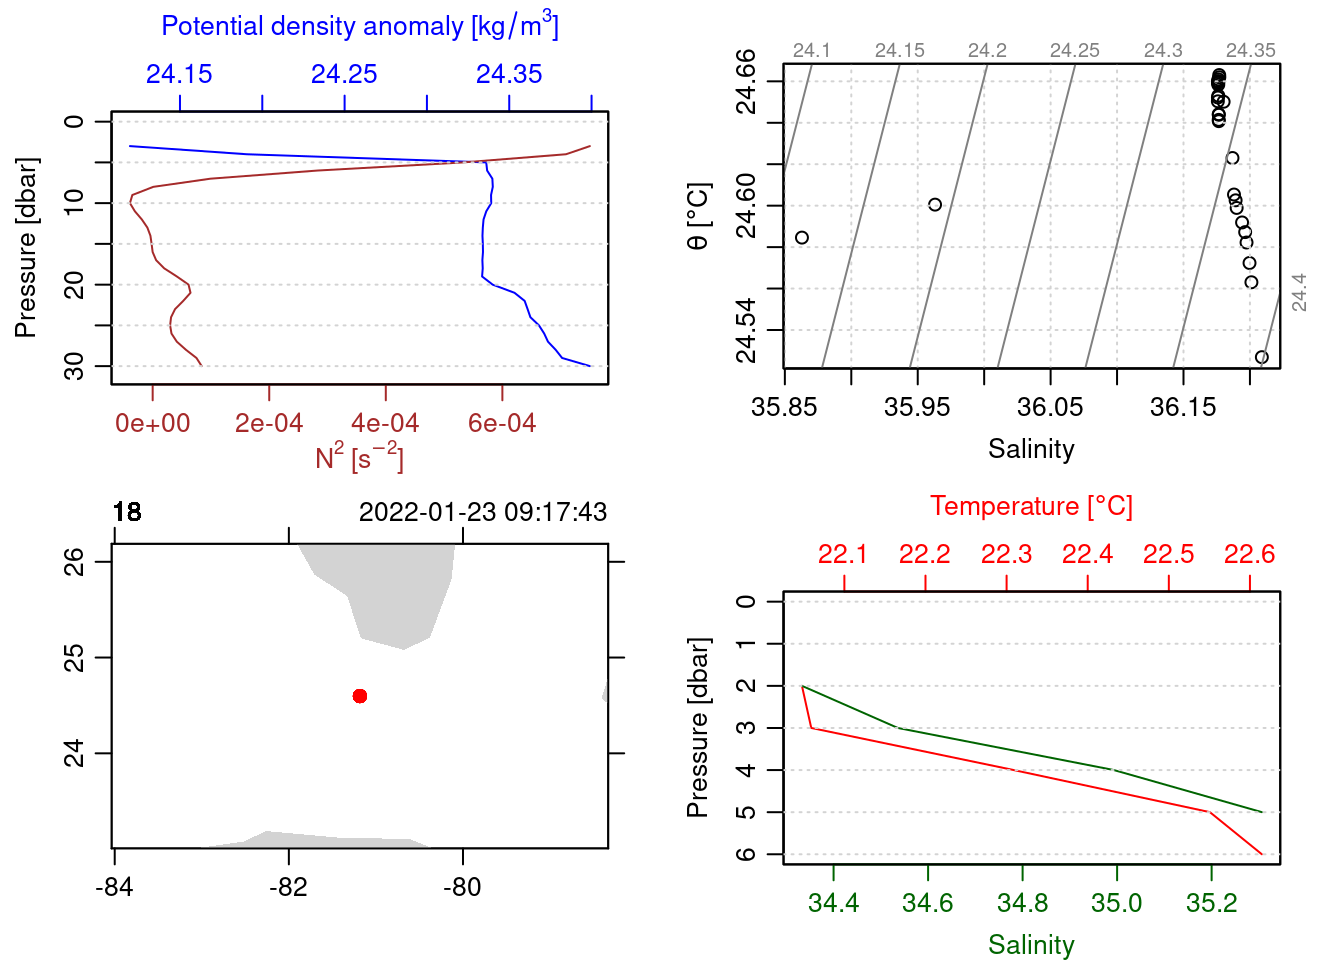 Potential density anomaly [kg/m³]
24.15 24.25 24.35
0
10
20
30
Pressure [dbar]
0e+00 2e-04 4e-04 6e-04
N² [s⁻²]
24.1 24.15 24.2 24.25 24.3 24.35
24.4
24.66
24.60
24.54
θ [°C]
35.85 35.95 36.05 36.15
Salinity
18 2022-01-23 09:17:43
26
25
24
-84 -82 -80
Temperature [°C]
22.1 22.2 22.3 22.4 22.5 22.6
0
1
2
3
4
5
6
Pressure [dbar]
34.4 34.6 34.8 35.0 35.2
Salinity